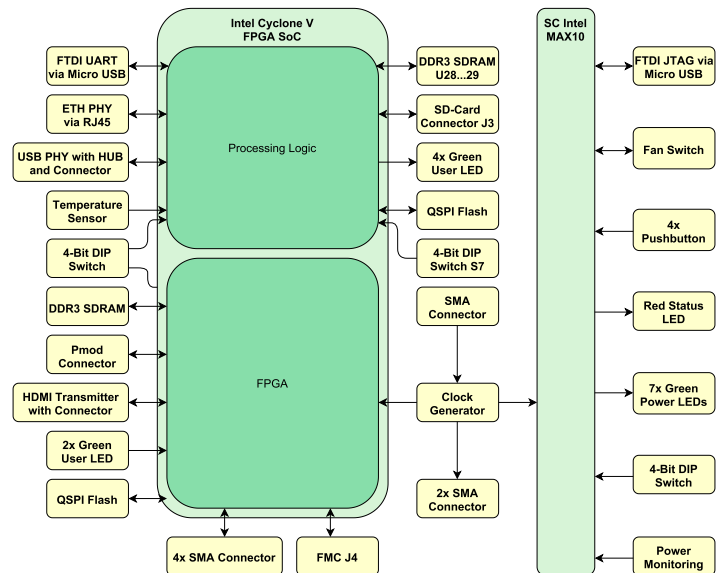 Intel Cyclone V
FPGA SoC
SC Intel
MAX10
FTDI UART
via Micro USB
ETH PHY
via RJ45
USB PHY with HUB
and Connector
Temperature
Sensor
4-Bit DIP
Switch
DDR3 SDRAM
Pmod
Connector
HDMI Transmitter
with Connector
2x Green
User LED
QSPI Flash
Processing Logic
FPGA
4x SMA Connector
FMC J4
DDR3 SDRAM
U28...29
SD-Card
Connector J3
4x Green
User LED
QSPI Flash
4-Bit DIP
Switch S7
SMA
Connector
Clock
Generator
2x SMA
Connector
FTDI JTAG via
Micro USB
Fan Switch
4x
Pushbutton
Red Status
LED
7x Green
Power LEDs
4-Bit DIP
Switch
Power
Monitoring